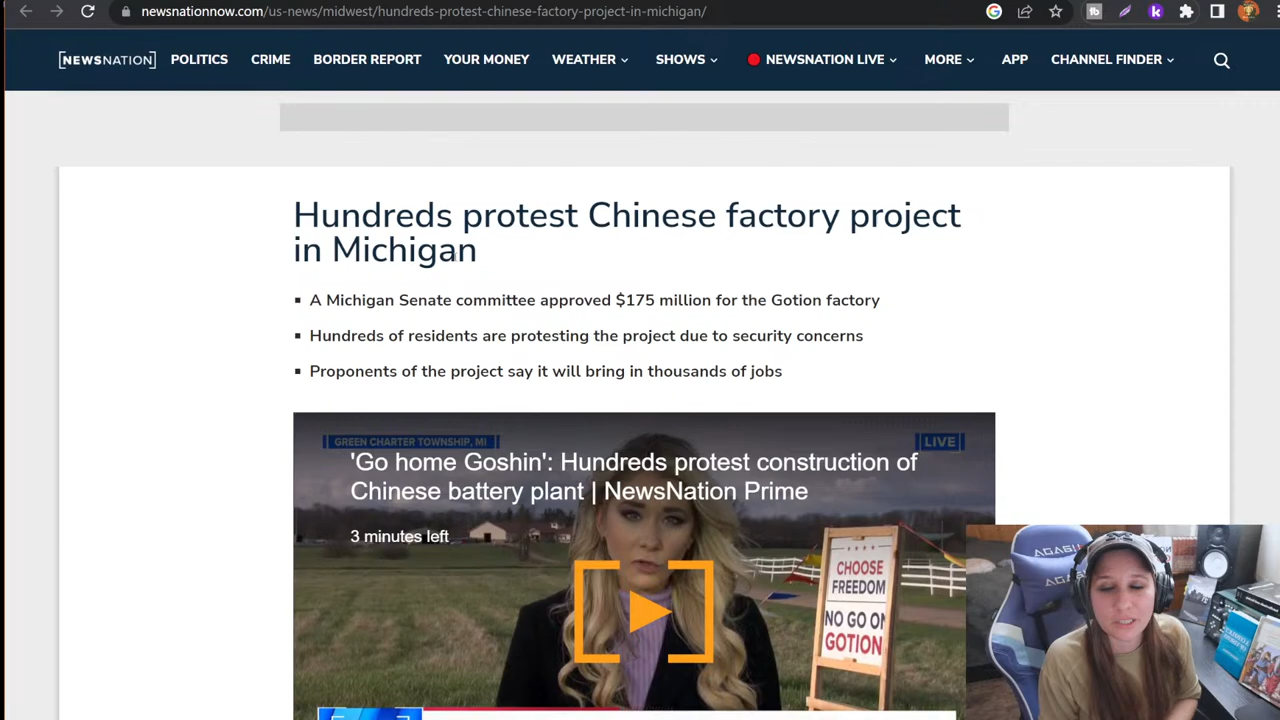 newsnationnow.com/us-news/midwest/hundreds-protest-chinese-factory-project-in-michigan/
[NEWSNATION] POLITICS CRIME BORDER REPORT YOUR MONEY WEATHER SHOWS NEWSNATION LIVE MORE APP CHANNEL FINDER
Hundreds protest Chinese factory project
in Michigan
A Michigan Senate committee approved $175 million for the Gotion factory
Hundreds of residents are protesting the project due to security concerns
Proponents of the project say it will bring in thousands of jobs
GREEN CHARTER TOWNSHIP, MI
LIVE
'Go home Goshin': Hundreds protest construction of
Chinese battery plant | NewsNation Prime
3 minutes left
CHOOSE
FREEDOM
NO GO ON
GOTION